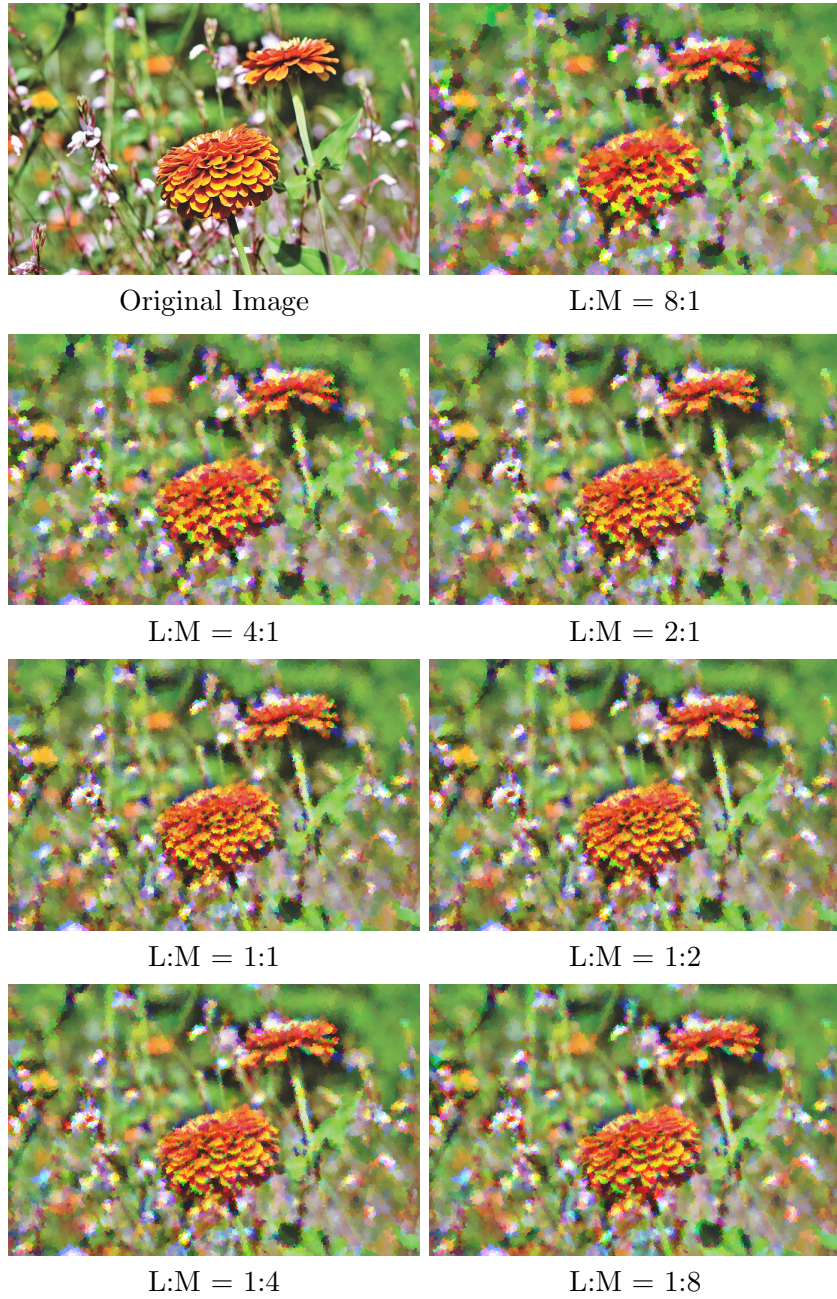 Original Image
L:M = 8:1
L:M = 4:1
L:M = 2:1
L:M = 1:1
L:M = 1:2
L:M = 1:4
L:M = 1:8